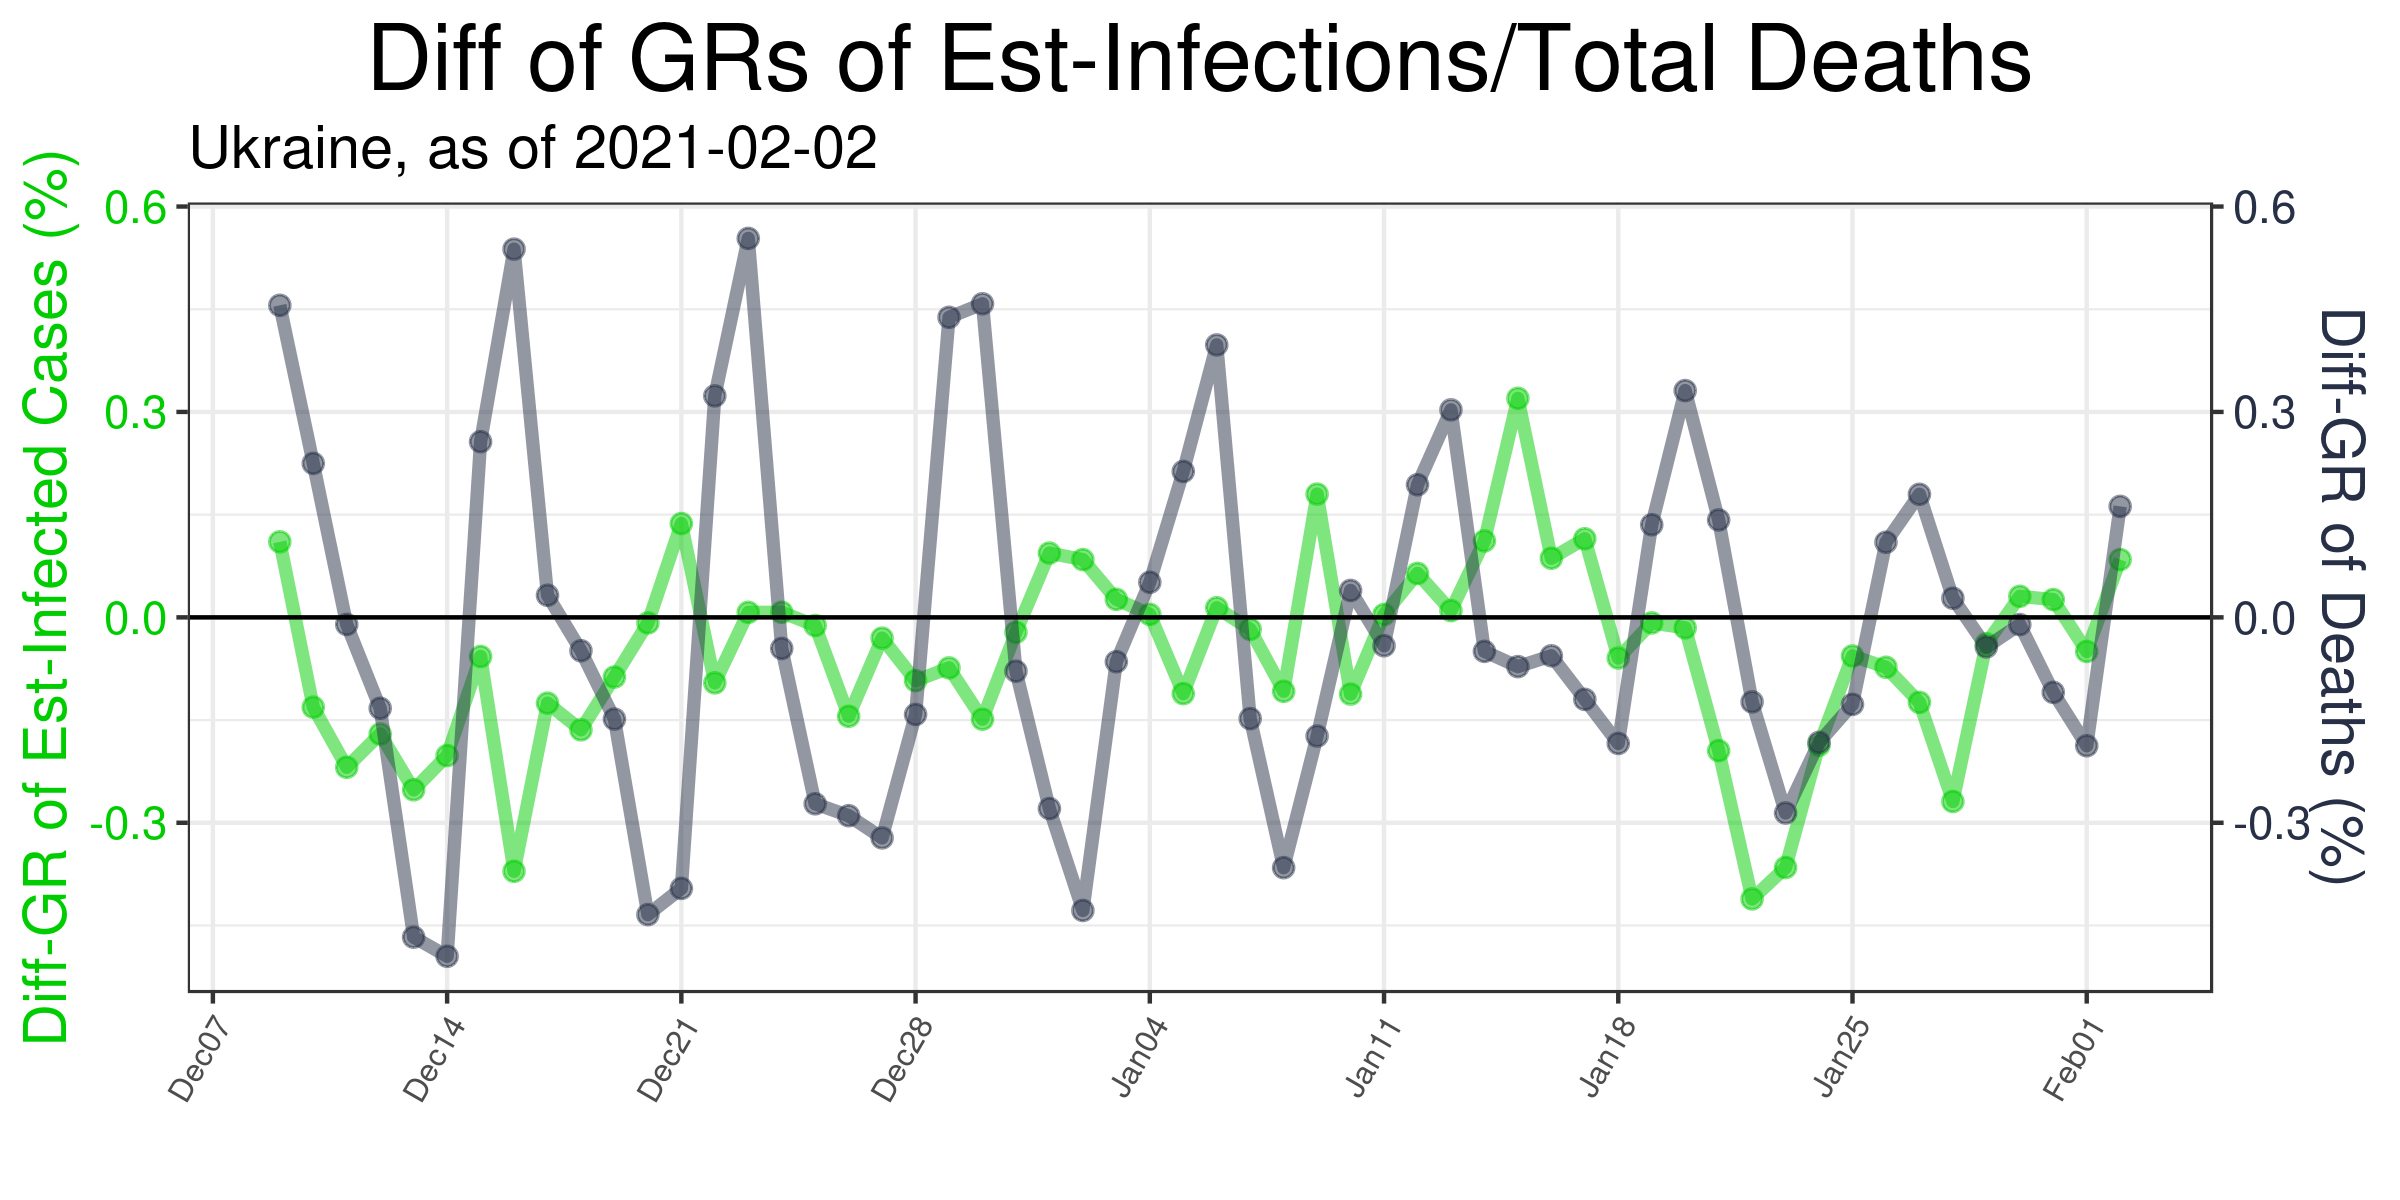 Diff of GRs of Est-Infections/Total Deaths
Ukraine, as of 2021-02-02
Diff-GR of Est-Infected Cases (%)
0.6
0.3
0.0
-0.3
0.6
0.3
0.0
-0.3
Diff-GR of Deaths (%)
Dec07
Dec14
Dec21
Dec28
Jan04
Jan11
Jan18
Jan25
Feb01